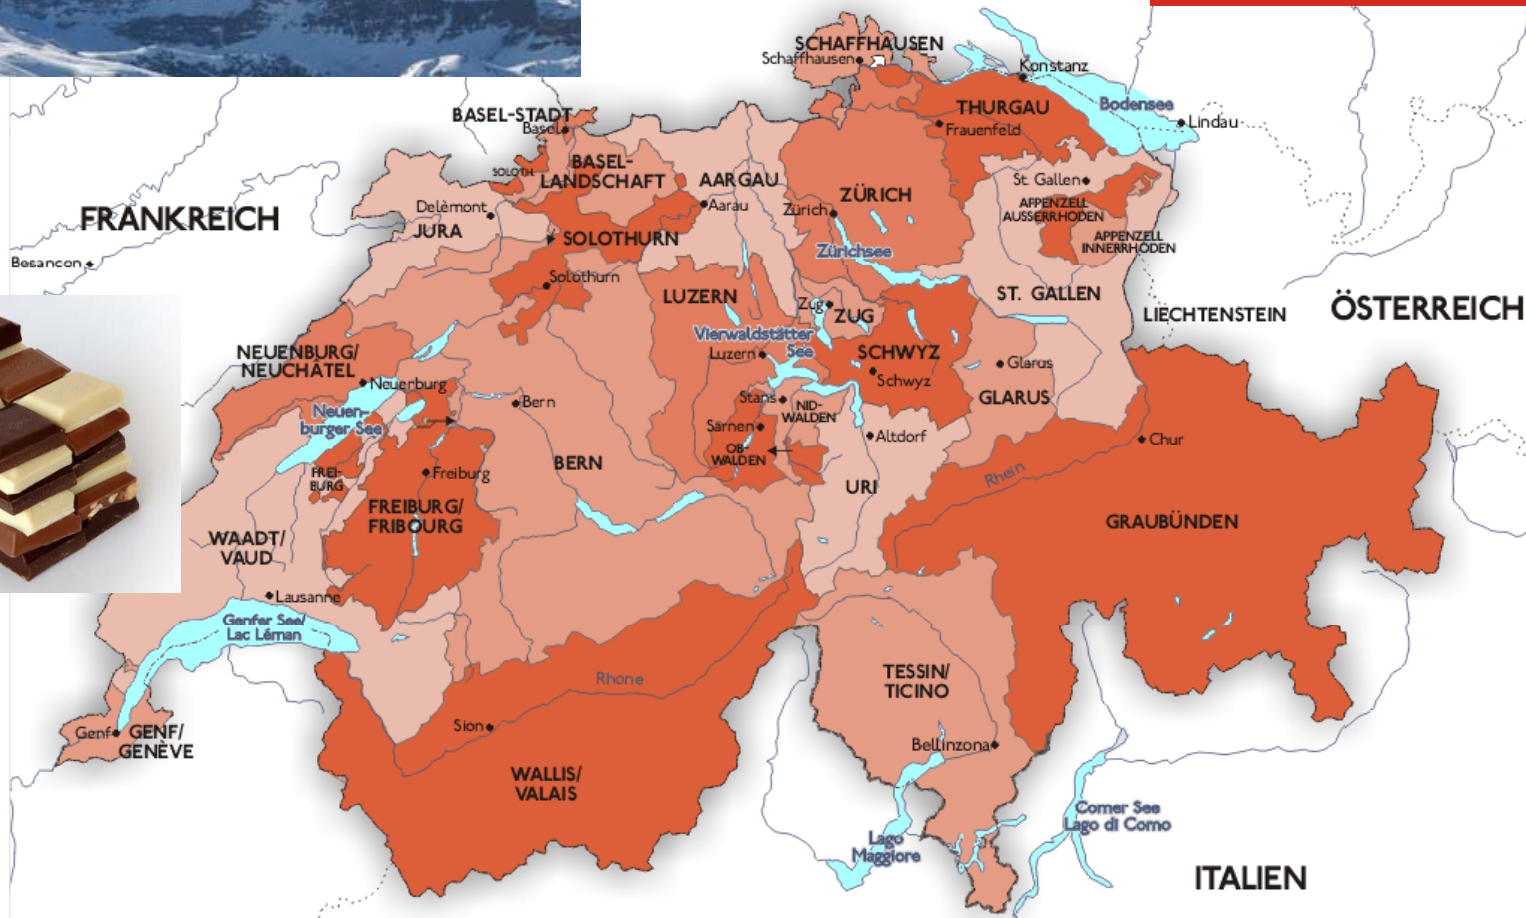 SCHAFFHAUSEN
Schaffhausen
Konstanz
Bodensee
Lindau
THURGAU
Frauenfeld
BASEL-STADT
Basel
BASEL-
LANDSCHAFT
SOLOTH.
AARGAU
Aarau
ZÜRICH
Zürich
Zürichsee
St. Gallen
APPENZELL
AUSSERRHODEN
APPENZELL
INNERRHODEN
FRANKREICH
Delèmont
JURA
Besancon
SOLOTHURN
Solothurn
LUZERN
Zug
ZUG
ST. GALLEN
LIECHTENSTEIN
ÖSTERREICH
Vierwaldstätter
See
Luzern
SCHWYZ
Schwyz
Glarus
GLARUS
NEUENBURG/
NEUCHÂTEL
Neuenburg
Neuen-
burger See
Bern
BERN
Stans
NID-
WALDEN
Sarnen
OB-
WALDEN
Altdorf
URI
Chur
Rhein
GRAUBÜNDEN
FREI-
BURG
Freiburg
FREIBURG/
FRIBOURG
WAADT/
VAUD
Lausanne
Genfer See/
Lac Léman
Rhone
Sion
WALLIS/
VALAIS
Genf
GENF/
GENÈVE
TESSIN/
TICINO
Bellinzona
Lago
Maggiore
Comer See
Lago di Como
ITALIEN